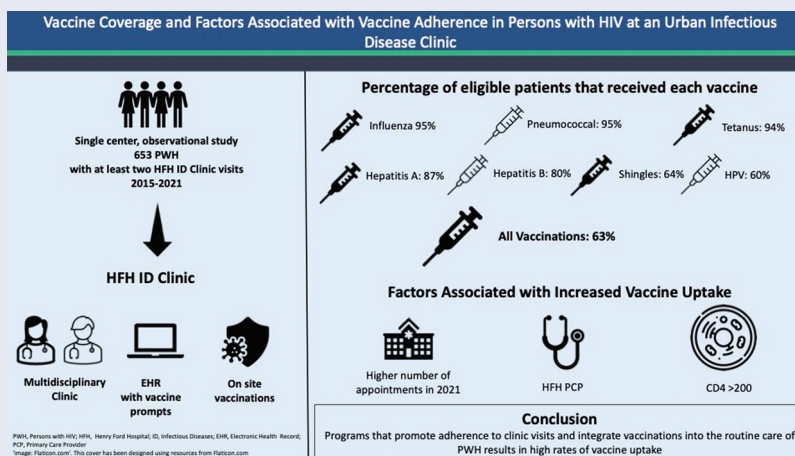 Vaccine Coverage and Factors Associated with Vaccine Adherence in Persons with HIV at an Urban Infectious
Disease Clinic
Single center, observational study
653 PWH
with at least two HFH ID Clinic visits
2015-2021
HFH ID Clinic
Multidisciplinary
Clinic
EHR
with vaccine
prompts
On site
vaccinations
PWH, Persons with HIV; HFH, Henry Ford Hospital; ID, Infectious Diseases; EHR, Electronic Health Record;
PCP, Primary Care Provider
'Image: Flaticon.com'. This cover has been designed using resources from Flaticon.com
Percentage of eligible patients that received each vaccine
Influenza 95%
Pneumococcal: 95%
Tetanus: 94%
Hepatitis A: 87%
Hepatitis B: 80%
Shingles: 64%
HPV: 60%
All Vaccinations: 63%
Factors Associated with Increased Vaccine Uptake
Higher number of
appointments in 2021
HFH PCP
CD4 >200
Conclusion
Programs that promote adherence to clinic visits and integrate vaccinations into the routine care of
PWH results in high rates of vaccine uptake